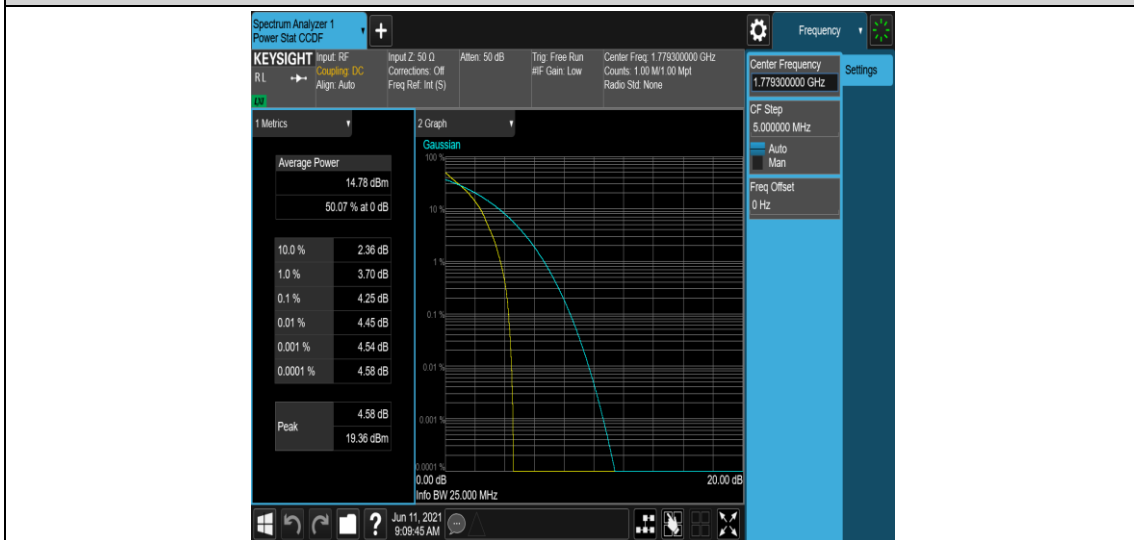 Spectrum Analyzer 1
Power Stat CCDF
+
Frequency
KEYSIGHT
RL
LXI
Input: RF
Coupling: DC
Align: Auto
Input Z: 50 Ω
Corrections: Off
Freq Ref: Int (S)
Atten: 50 dB
Trig: Free Run
#IF Gain: Low
Center Freq: 1.779300000 GHz
Counts: 1.00 M/1.00 Mpt
Radio Std: None
Center Frequency
1.779300000 GHz
Settings
CF Step
5.000000 MHz
Auto
Man
Freq Offset
0 Hz
1 Metrics
Average Power
14.78 dBm
50.07 % at 0 dB
10.0 % 2.36 dB
1.0 % 3.70 dB
0.1 % 4.25 dB
0.01 % 4.45 dB
0.001 % 4.54 dB
0.0001 % 4.58 dB
Peak
4.58 dB
19.36 dBm
2 Graph
Gaussian
100 %
10 %
1 %
0.1 %
0.01 %
0.001 %
0.0001 %
0.00 dB 20.00 dB
Info BW 25.000 MHz
?
Jun 11, 2021
9:09:45 AM